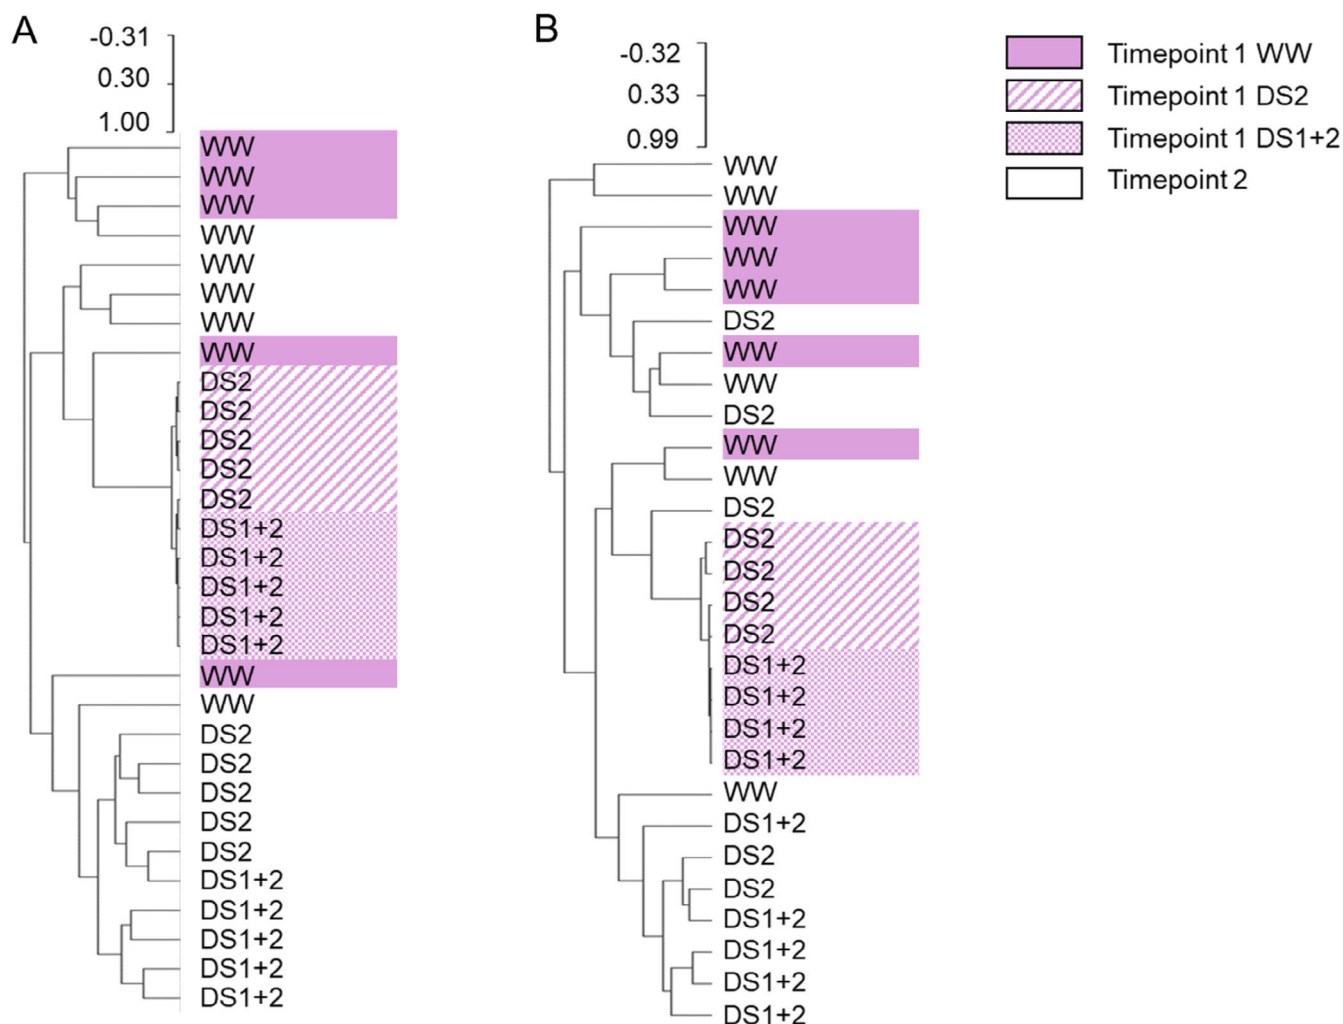 A
-0.31
0.30
1.00
WW
WW
WW
WW
WW
WW
WW
WW
DS2
DS2
DS2
DS2
DS2
DS1+2
DS1+2
DS1+2
DS1+2
DS1+2
WW
WW
DS2
DS2
DS2
DS2
DS2
DS1+2
DS1+2
DS1+2
DS1+2
DS1+2
B
-0.32
0.33
0.99
WW
WW
WW
WW
WW
DS2
WW
WW
DS2
WW
WW
DS2
DS2
DS2
DS2
DS2
DS1+2
DS1+2
DS1+2
DS1+2
WW
DS1+2
DS2
DS2
DS1+2
DS1+2
DS1+2
DS1+2
Timepoint 1 WW
Timepoint 1 DS2
Timepoint 1 DS1+2
Timepoint 2